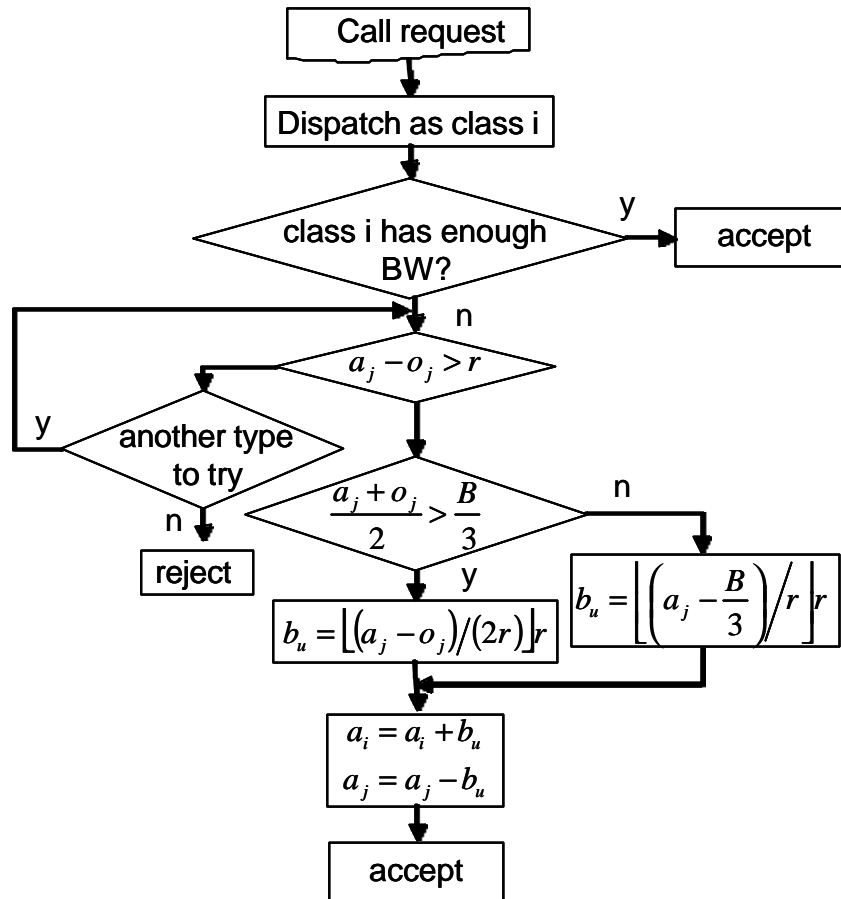 Call request
Dispatch as class i
y
class i has enough
BW?
accept
n
a_j − o_j > r
y
another type
to try
n
(a_j + o_j)/2 > B/3
n
reject
y
b_u = ⌊(a_j − o_j)/(2r)⌋r
b_u = ⌊(a_j − B/3)/r⌋r
a_i = a_i + b_u
a_j = a_j − b_u
accept